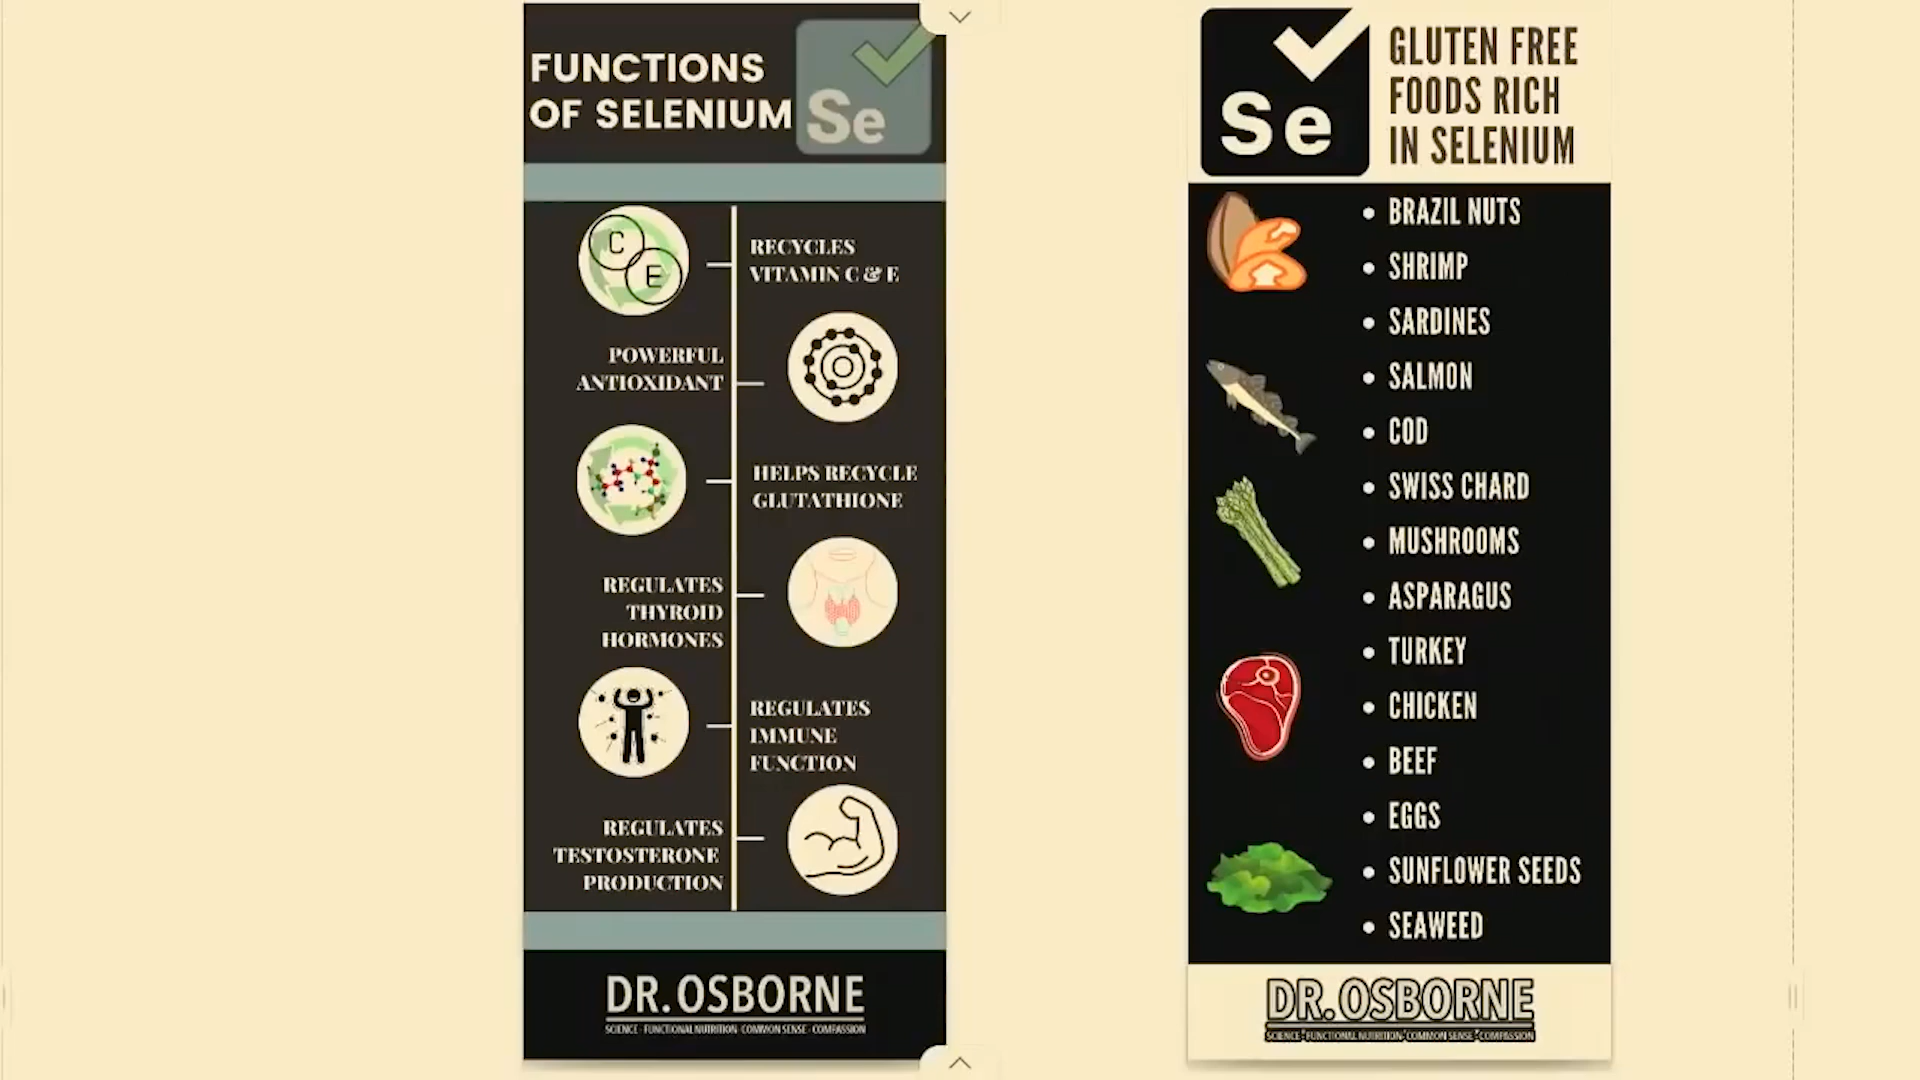 FUNCTIONS
OF SELENIUM
Se
C
E
RECYCLES
VITAMIN C & E
POWERFUL
ANTIOXIDANT
HELPS RECYCLE
GLUTATHIONE
REGULATES
THYROID
HORMONES
REGULATES
IMMUNE
FUNCTION
REGULATES
TESTOSTERONE
PRODUCTION
DR. OSBORNE
SCIENCE · FUNCTIONAL NUTRITION · COMMON SENSE · COMPASSION
Se
GLUTEN FREE
FOODS RICH
IN SELENIUM
• BRAZIL NUTS
• SHRIMP
• SARDINES
• SALMON
• COD
• SWISS CHARD
• MUSHROOMS
• ASPARAGUS
• TURKEY
• CHICKEN
• BEEF
• EGGS
• SUNFLOWER SEEDS
• SEAWEED
DR. OSBORNE
SCIENCE · FUNCTIONAL NUTRITION · COMMON SENSE · COMPASSION